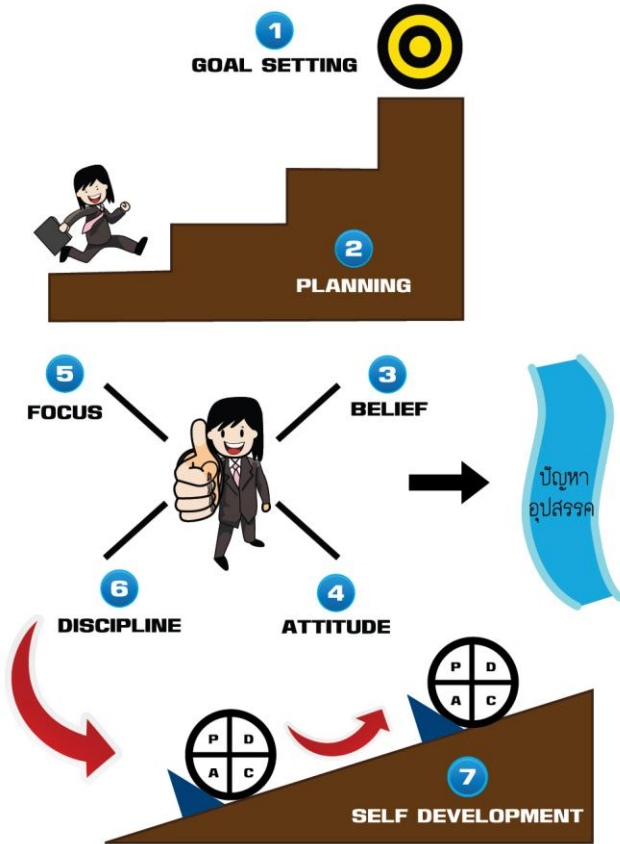 1
GOAL SETTING
2
PLANNING
5
FOCUS
3
BELIEF
ปัญหา
อุปสรรค
6
DISCIPLINE
4
ATTITUDE
P D
A C
P D
A C
7
SELF DEVELOPMENT